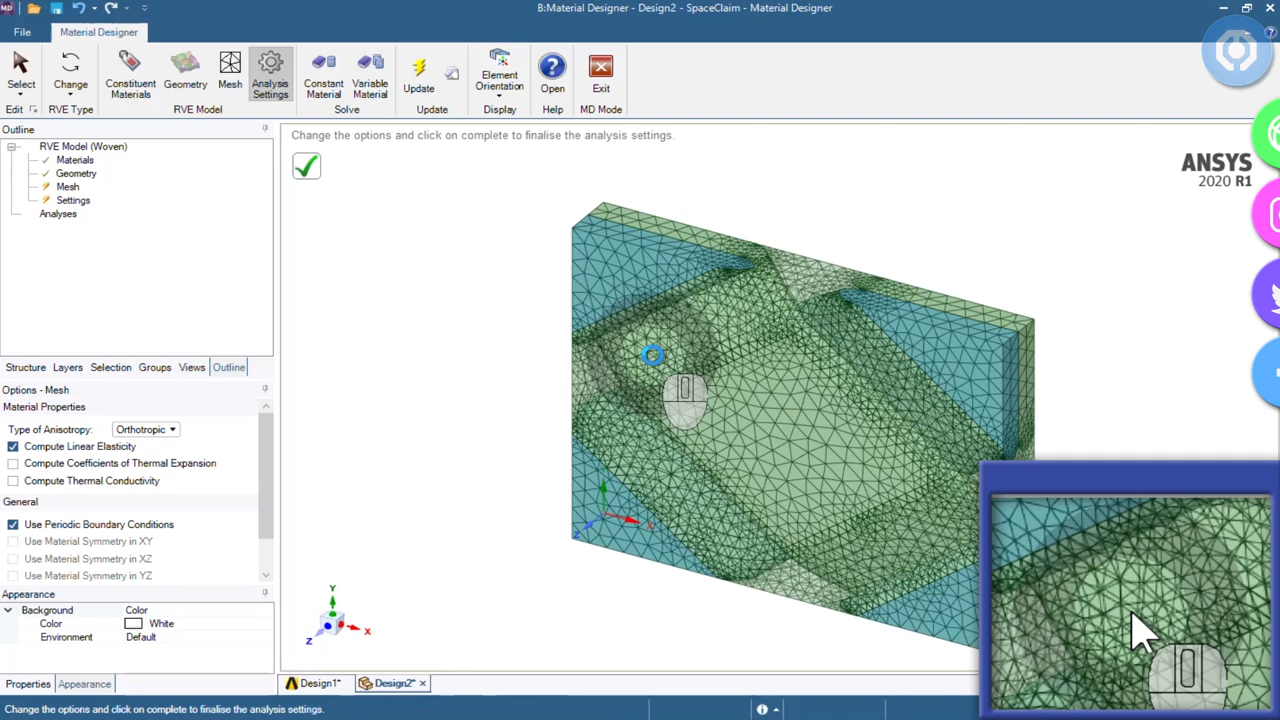 MD
B:Material Designer - Design2 - SpaceClaim
File
Material Designer
Select
Change
Constituent Materials
Geometry
Mesh
Analysis Settings
Constant Material
Variable Material
Update
Element Orientation
Open
Exit
Edit
RVE Type
RVE Model
Solve
Update
Display
Help
MD Mode
Outline
RVE Model (Woven)
Materials
Geometry
Mesh
Settings
Analyses
Structure
Layers
Selection
Groups
Views
Outline
Options - Mesh
Material Properties
Type of Anisotropy:
Orthotropic
Compute Linear Elasticity
Compute Coefficients of Thermal Expansion
Compute Thermal Conductivity
General
Use Periodic Boundary Conditions
Use Material Symmetry in XY
Use Material Symmetry in XZ
Use Material Symmetry in YZ
Appearance
Background
Color
Color
White
Environment
Default
Properties
Appearance
Change the options and click on complete to finalise the analysis settings.
ANSYS
2020 R1
X
Z
Y
X
Z
Design1*
Design2*
Change the options and click on complete to finalise the analysis settings.